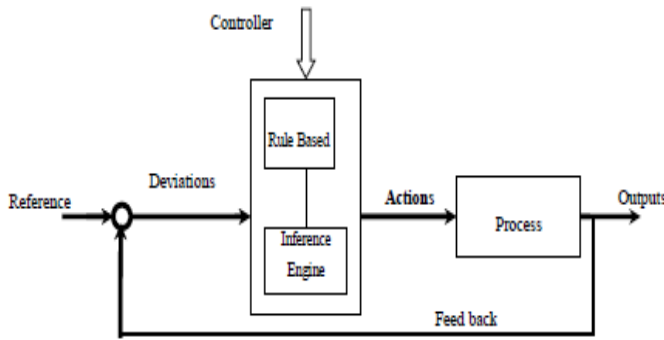 Controller
Rule Based
Deviations
Reference
Actions
Outputs
Process
Inference
Engine
Feed back